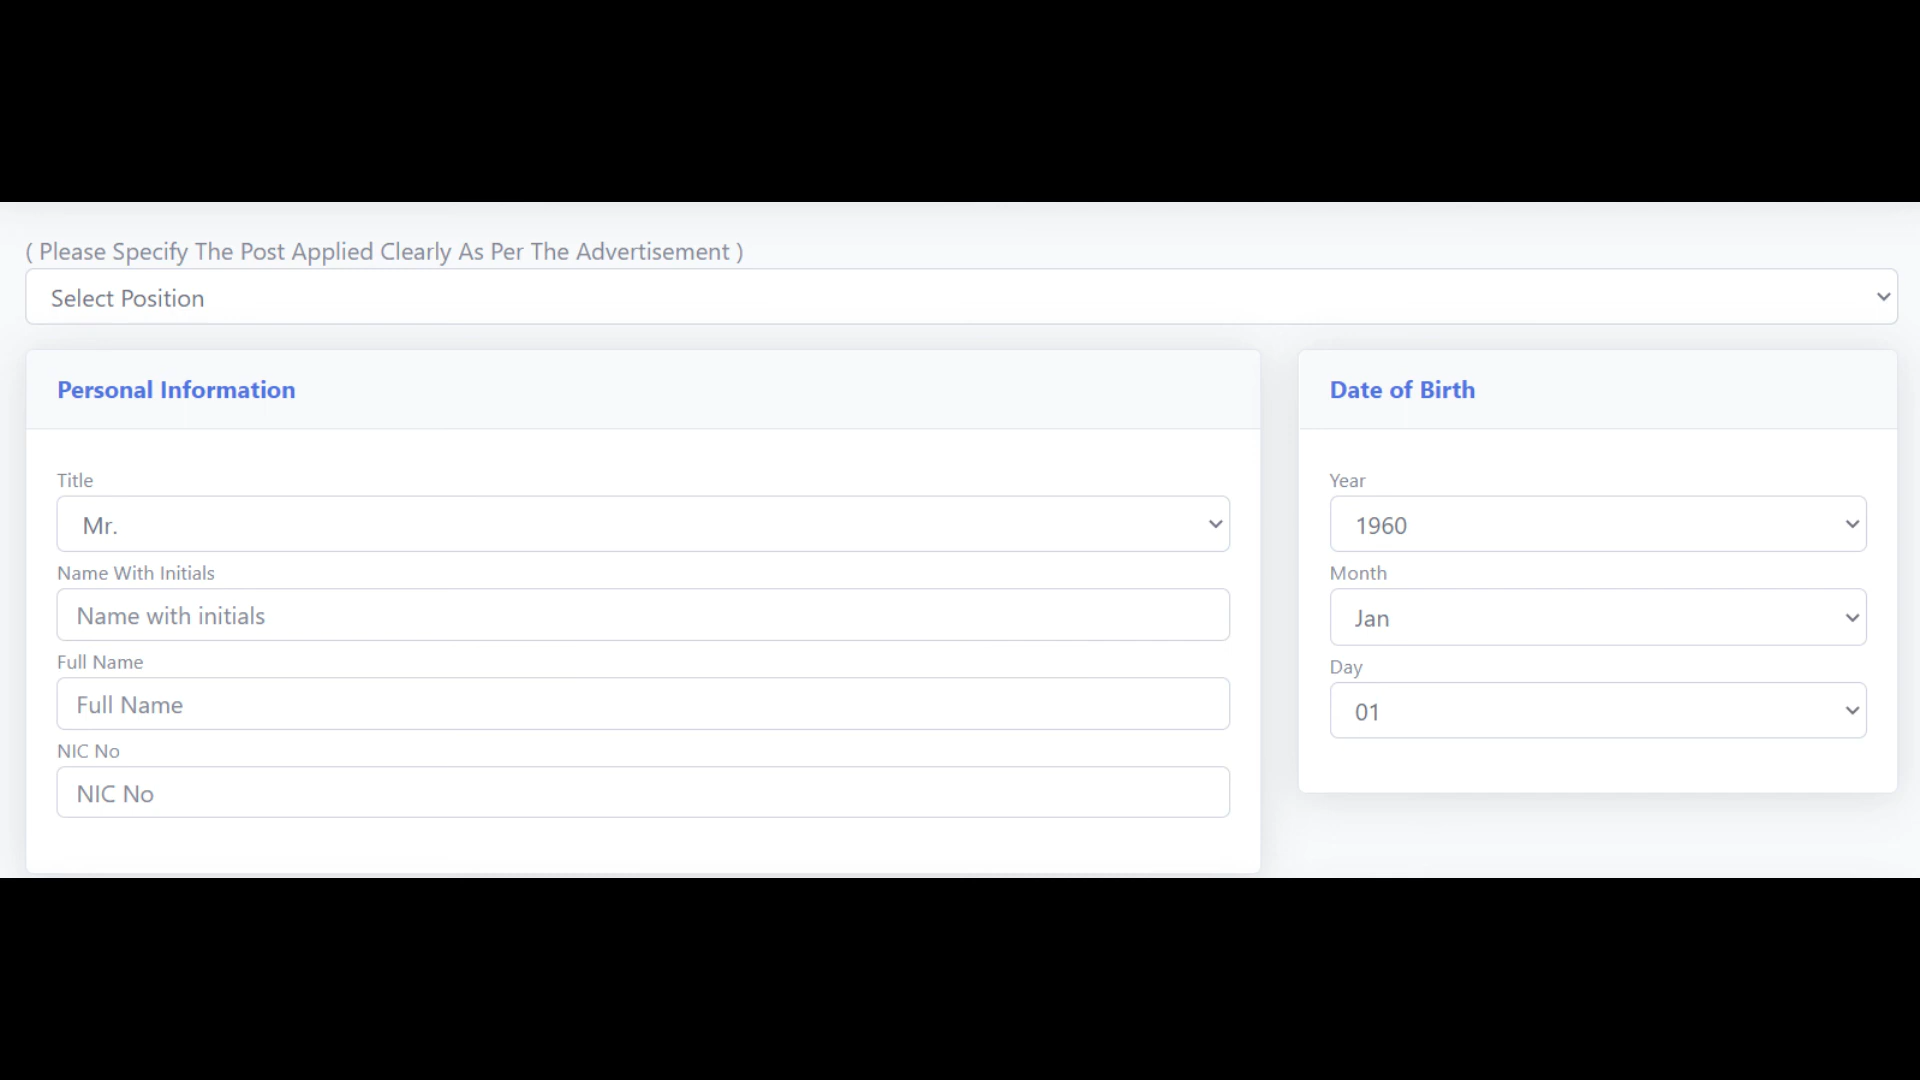 ( Please Specify The Post Applied Clearly As Per The Advertisement )
Select Position
Personal Information
Title
Mr.
Name With Initials
Name with initials
Full Name
Full Name
NIC No
NIC No
Date of Birth
Year
1960
Month
Jan
Day
01